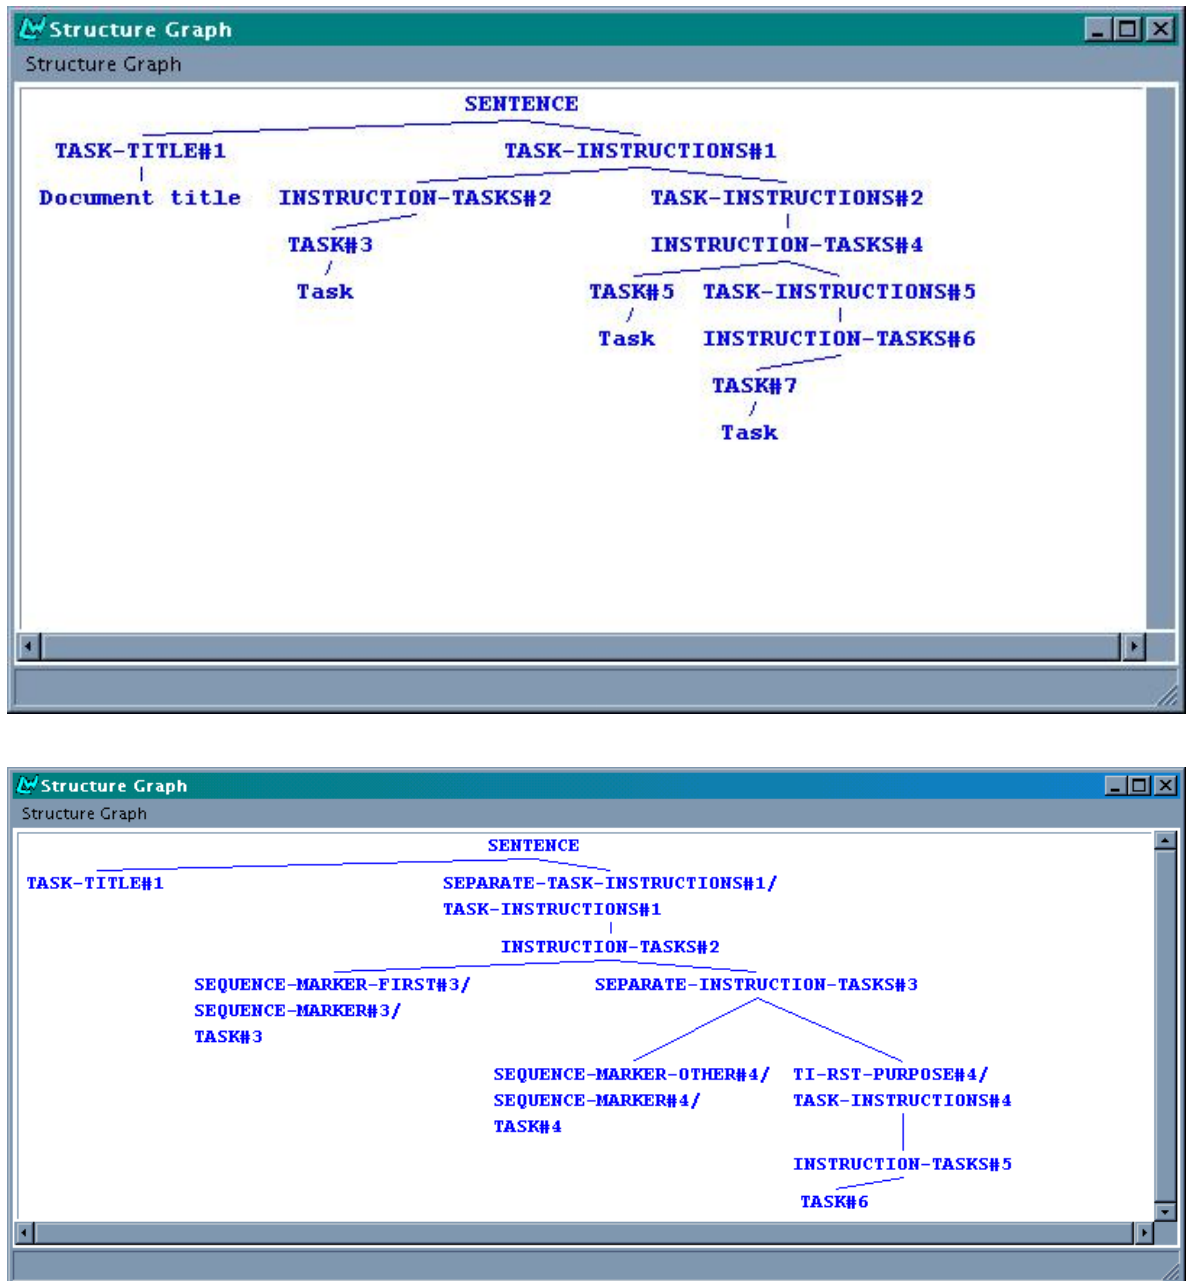 Structure Graph
Structure Graph
SENTENCE
TASK-TITLE#1 TASK-INSTRUCTIONS#1
Document title INSTRUCTION-TASKS#2 TASK-INSTRUCTIONS#2
TASK#3 INSTRUCTION-TASKS#4
Task TASK#5 TASK-INSTRUCTIONS#5
Task INSTRUCTION-TASKS#6
TASK#7
Task
Structure Graph
Structure Graph
SENTENCE
TASK-TITLE#1 SEPARATE-TASK-INSTRUCTIONS#1/
TASK-INSTRUCTIONS#1
INSTRUCTION-TASKS#2
SEQUENCE-MARKER-FIRST#3/ SEPARATE-INSTRUCTION-TASKS#3
SEQUENCE-MARKER#3/
TASK#3
SEQUENCE-MARKER-OTHER#4/ TI-RST-PURPOSE#4/
SEQUENCE-MARKER#4/ TASK-INSTRUCTIONS#4
TASK#4
INSTRUCTION-TASKS#5
TASK#6